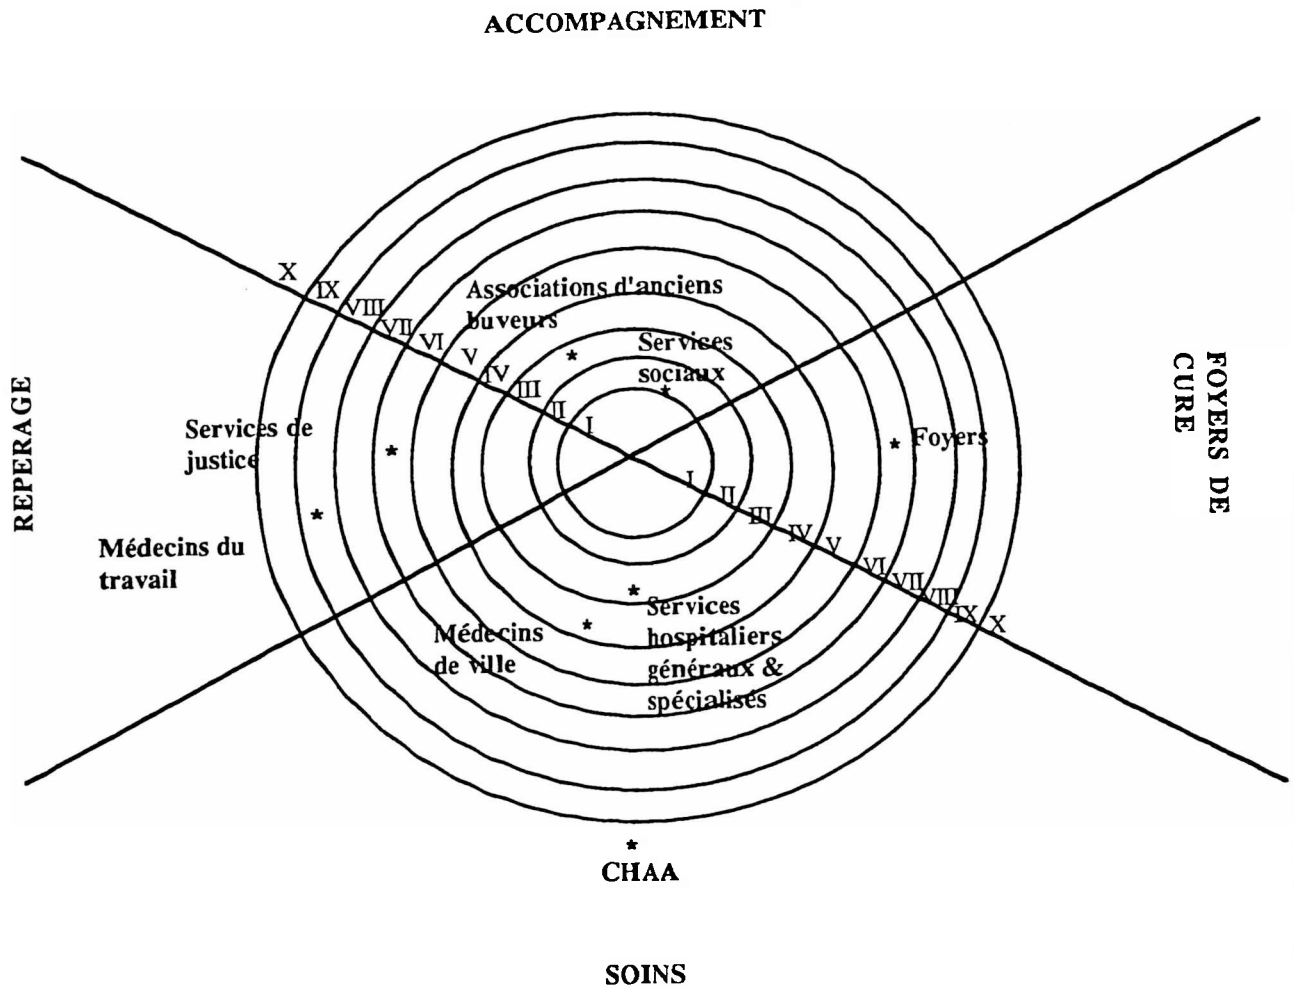 ACCOMPAGNEMENT
X
IX
VIII
VII
VI
V
IV
III
II
I
Associations d'anciens
buveurs
*
Services
sociaux
*
REPERAGE
Services de
justice
*
*
Médecins du
travail
* Foyers
FOYERS DE
CURE
I
II
III
IV
V
VI
VII
VIII
IX
X
*
*
Médecins
de ville
Services
hospitaliers
généraux &
spécialisés
*
CHAA
SOINS